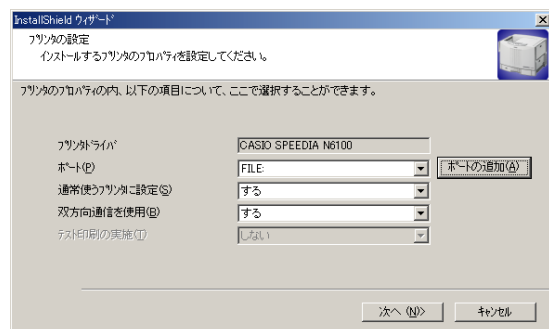 InstallShield ウィザード
プリンタの設定
インストールするプリンタのプロパティを設定してください。
プリンタのプロパティの内、以下の項目について、ここで選択することができます。
プリンタドライバ CASIO SPEEDIA N6100
ポート(P) FILE: ポートの追加(A)
通常使うプリンタに設定(S) する
双方向通信を使用(B) する
テスト印刷の実施(T) しない
次へ (N)> キャンセル